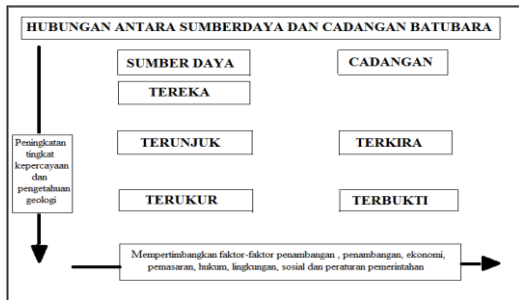 HUBUNGAN ANTARA SUMBERDAYA DAN CADANGAN BATUBARA
SUMBER DAYA
CADANGAN
TEREKA
Peningkatan
tingkat
kepercayaan
dan
pengetahuan
geologi
TERUNJUK
TERKIRA
TERUKUR
TERBUKTI
Mempertimbangkan faktor-faktor penambangan , penambangan, ekonomi,
pemasaran, hukum, lingkungan, sosial dan peraturan pemerintahan